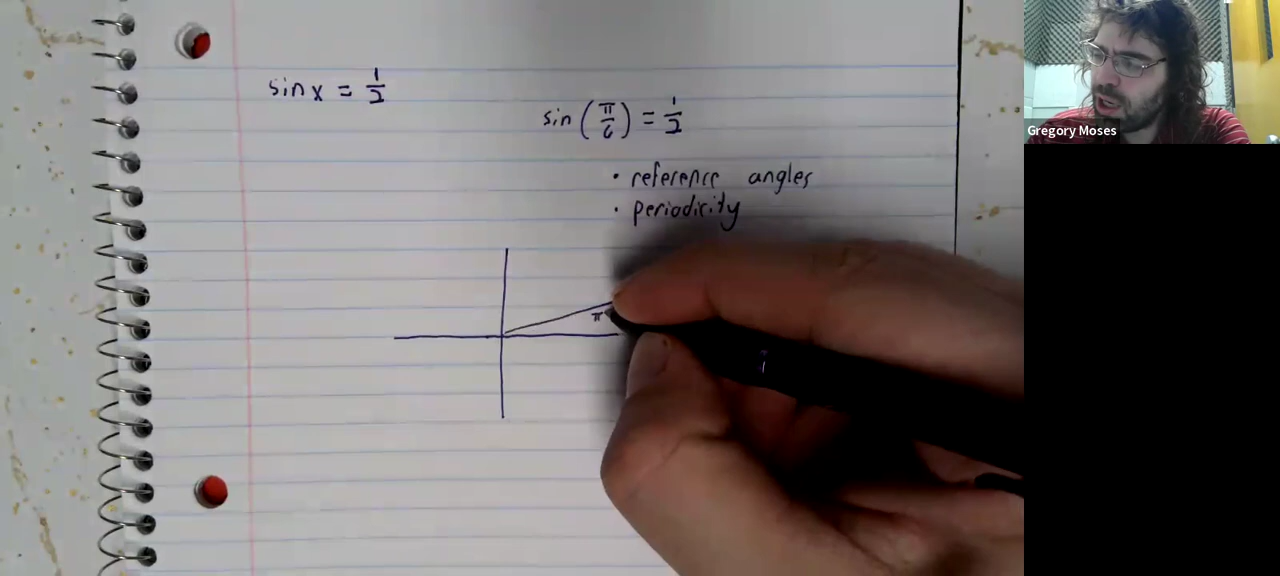 sin x = 1/2
sin(π/6) = 1/2
• reference angles
• periodicity
π
Gregory Moses